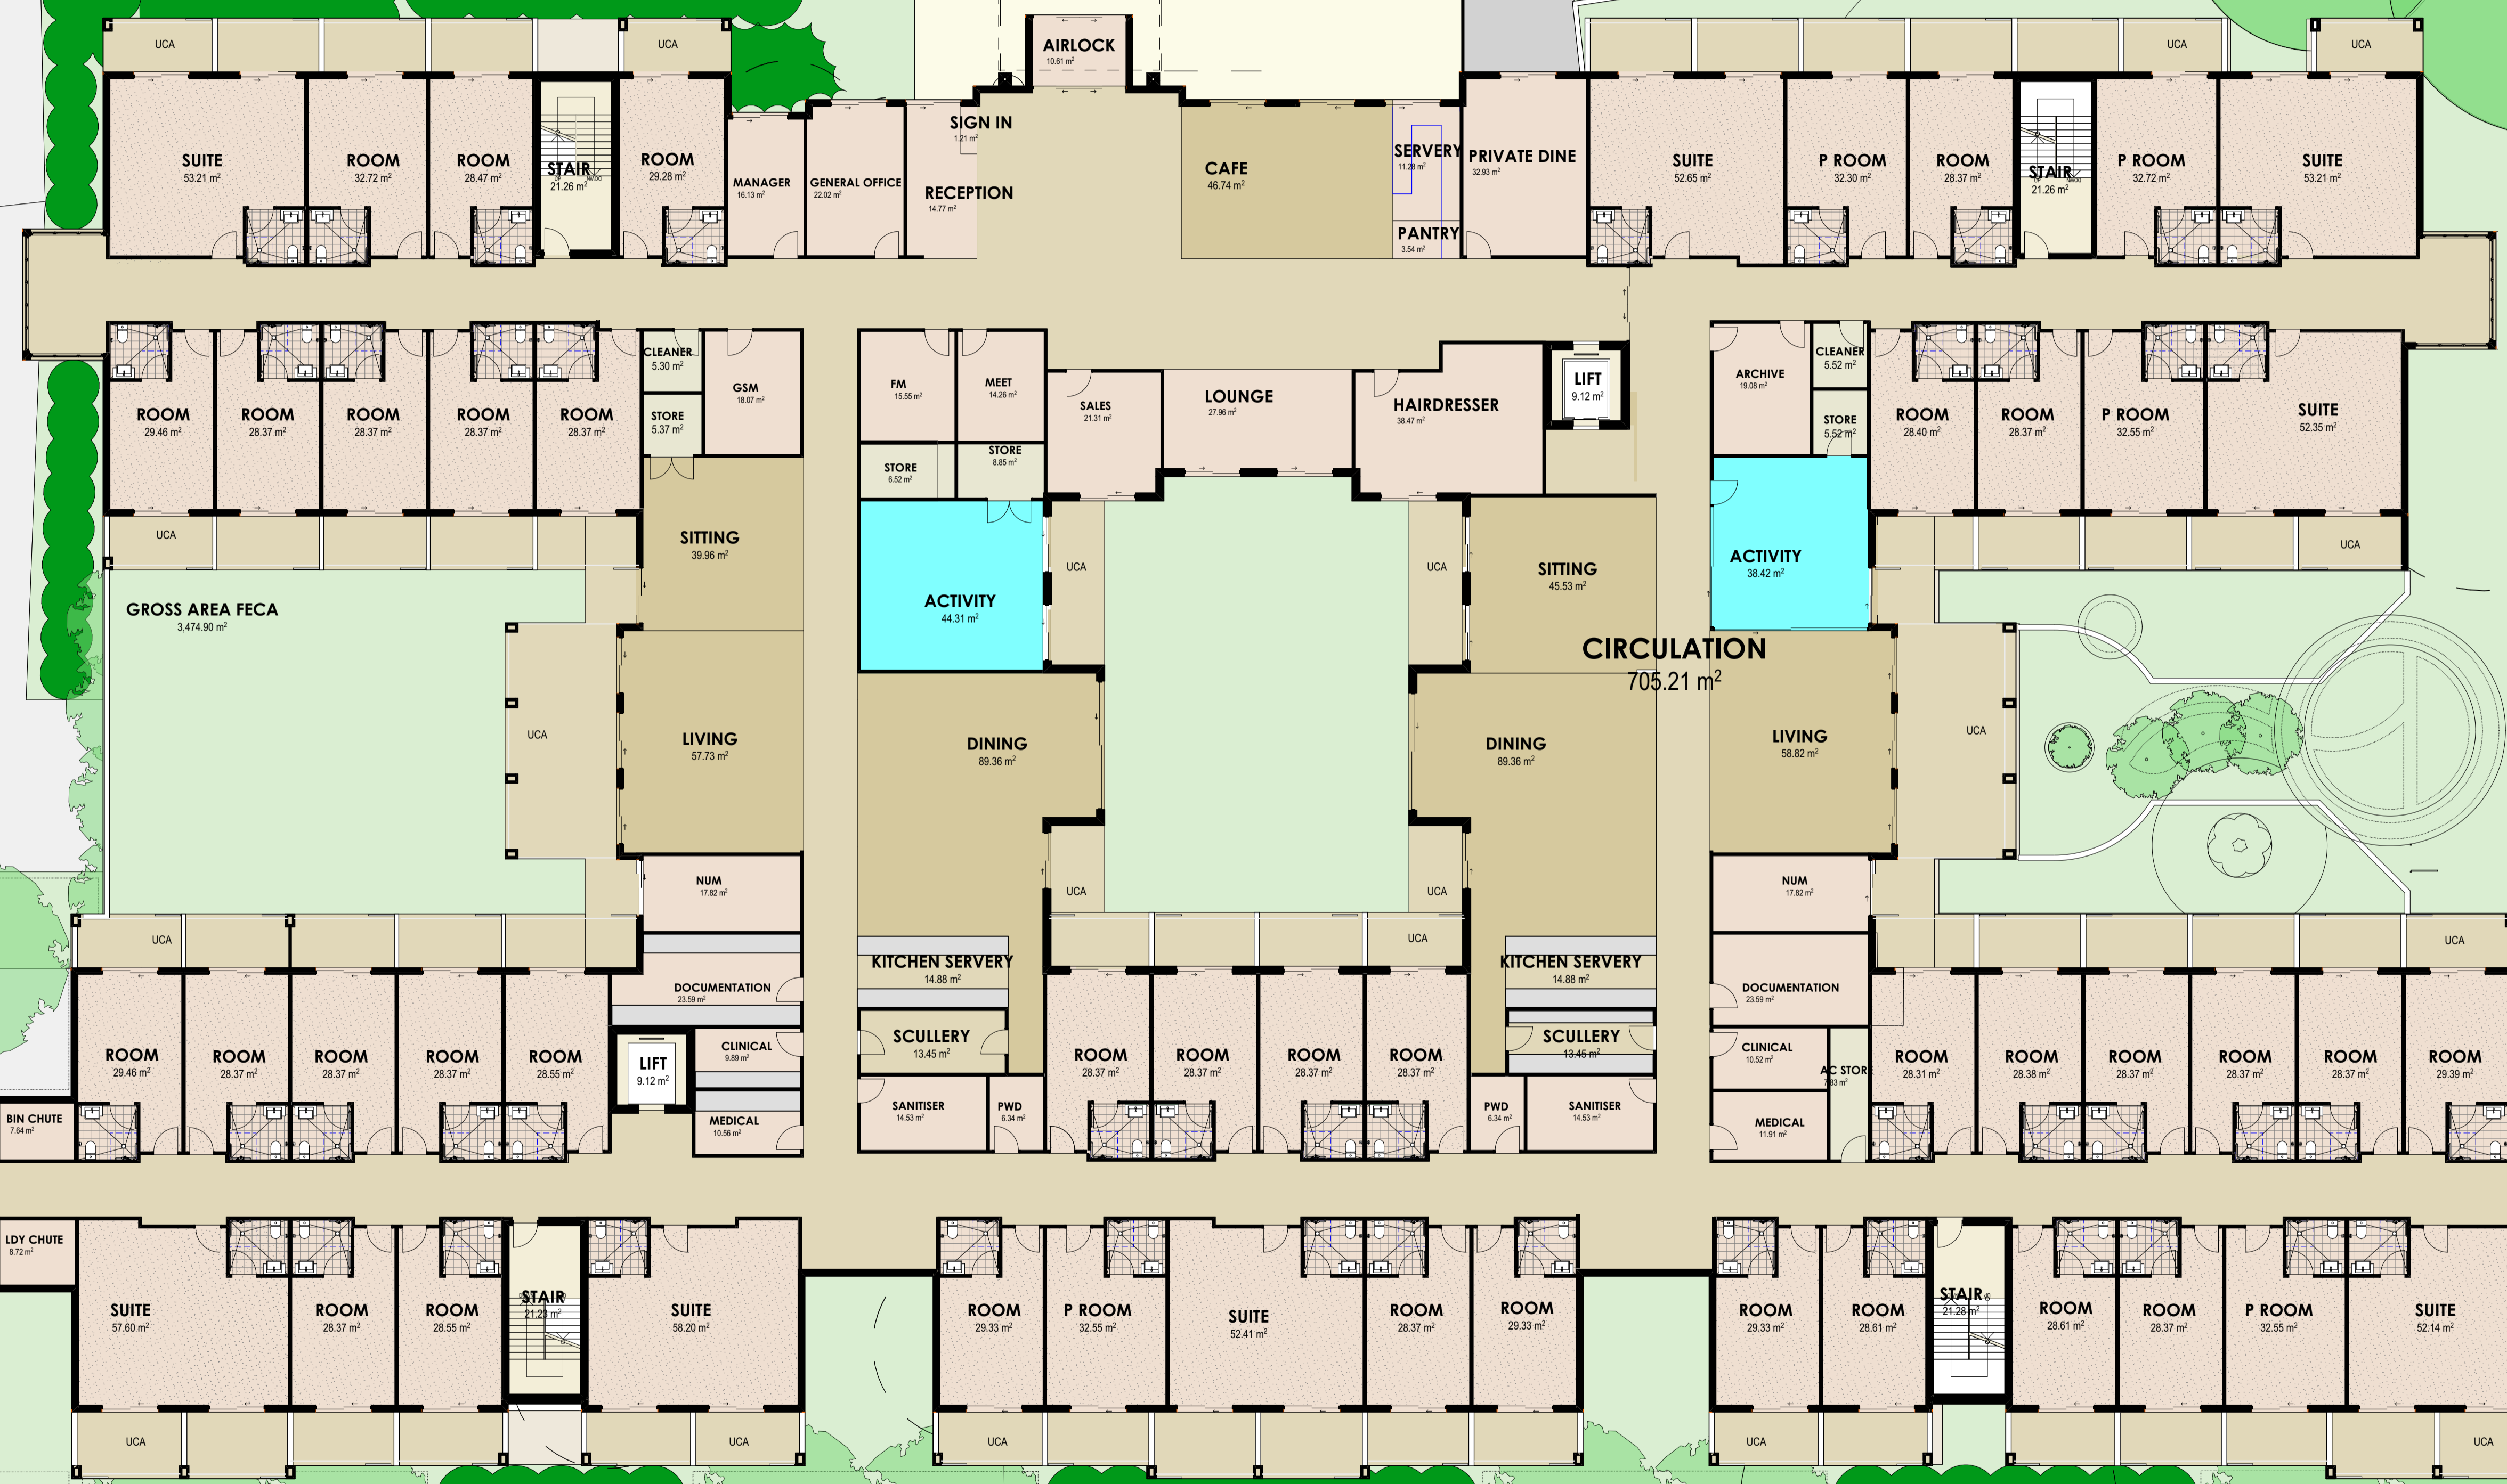 UCA
UCA
AIRLOCK
10.61 m²
UCA
UCA
SUITE
53.21 m²
ROOM
32.72 m²
ROOM
28.47 m²
STAIR
21.26 m²
ROOM
29.28 m²
MANAGER
16.13 m²
GENERAL OFFICE
22.02 m²
SIGN IN
1.21 m²
RECEPTION
14.77 m²
CAFE
46.74 m²
SERVERY
11.28 m²
PANTRY
3.54 m²
PRIVATE DINE
32.93 m²
SUITE
52.65 m²
P ROOM
32.30 m²
ROOM
28.37 m²
STAIR
21.26 m²
P ROOM
32.72 m²
SUITE
53.21 m²
ROOM
29.46 m²
ROOM
28.37 m²
ROOM
28.37 m²
ROOM
28.37 m²
ROOM
28.37 m²
CLEANER
5.30 m²
STORE
5.37 m²
GSM
18.07 m²
FM
15.55 m²
MEET
14.26 m²
STORE
6.52 m²
STORE
8.85 m²
SALES
21.31 m²
LOUNGE
27.96 m²
HAIRDRESSER
38.47 m²
LIFT
9.12 m²
ARCHIVE
19.08 m²
CLEANER
5.52 m²
STORE
5.52 m²
ROOM
28.40 m²
ROOM
28.37 m²
P ROOM
32.55 m²
SUITE
52.35 m²
UCA
SITTING
39.96 m²
UCA
UCA
SITTING
45.53 m²
ACTIVITY
38.42 m²
UCA
GROSS AREA FECA
3,474.90 m²
ACTIVITY
44.31 m²
CIRCULATION
705.21 m²
UCA
LIVING
57.73 m²
DINING
89.36 m²
DINING
89.36 m²
LIVING
58.82 m²
UCA
NUM
17.82 m²
UCA
UCA
NUM
17.82 m²
UCA
UCA
UCA
KITCHEN SERVERY
14.88 m²
KITCHEN SERVERY
14.88 m²
DOCUMENTATION
23.59 m²
DOCUMENTATION
23.59 m²
ROOM
29.46 m²
ROOM
28.37 m²
ROOM
28.37 m²
ROOM
28.37 m²
ROOM
28.55 m²
LIFT
9.12 m²
CLINICAL
9.89 m²
MEDICAL
10.56 m²
SCULLERY
13.45 m²
SANITISER
14.53 m²
PWD
6.34 m²
ROOM
28.37 m²
ROOM
28.37 m²
ROOM
28.37 m²
ROOM
28.37 m²
SCULLERY
13.45 m²
PWD
6.34 m²
SANITISER
14.53 m²
CLINICAL
10.52 m²
AC STOR
MEDICAL
11.91 m²
ROOM
28.31 m²
ROOM
28.38 m²
ROOM
28.37 m²
ROOM
28.37 m²
ROOM
28.37 m²
ROOM
29.39 m²
BIN CHUTE
7.64 m²
LDY CHUTE
8.72 m²
SUITE
57.60 m²
ROOM
28.37 m²
ROOM
28.55 m²
STAIR
21.23 m²
SUITE
58.20 m²
ROOM
29.33 m²
P ROOM
32.55 m²
SUITE
52.41 m²
ROOM
28.37 m²
ROOM
29.33 m²
ROOM
29.33 m²
ROOM
28.61 m²
STAIR
21.28 m²
ROOM
28.61 m²
ROOM
28.37 m²
P ROOM
32.55 m²
SUITE
52.14 m²
UCA
UCA
UCA
UCA
UCA